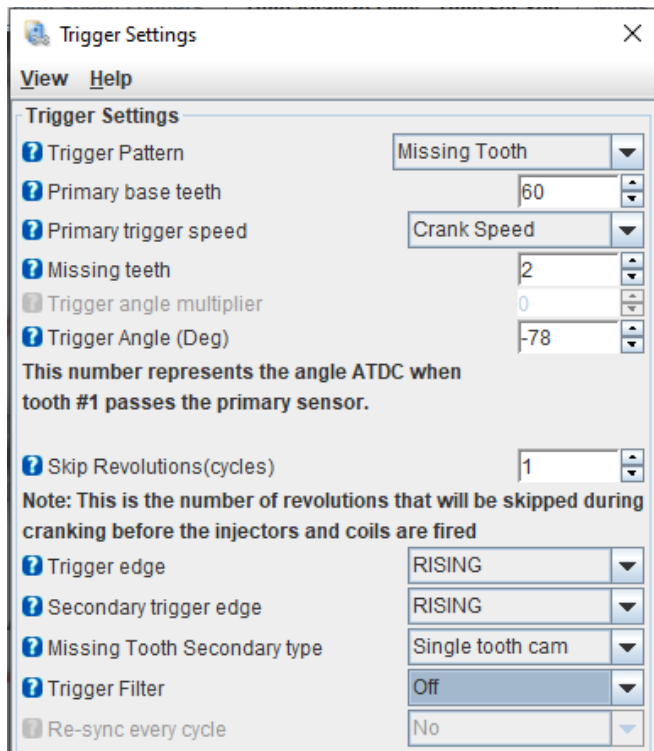 Trigger Settings
View Help
Trigger Settings
Trigger Pattern Missing Tooth
Primary base teeth 60
Primary trigger speed Crank Speed
Missing teeth 2
Trigger angle multiplier 0
Trigger Angle (Deg) -78
This number represents the angle ATDC when
tooth #1 passes the primary sensor.
Skip Revolutions(cycles) 1
Note: This is the number of revolutions that will be skipped during
cranking before the injectors and coils are fired
Trigger edge RISING
Secondary trigger edge RISING
Missing Tooth Secondary type Single tooth cam
Trigger Filter Off
Re-sync every cycle No